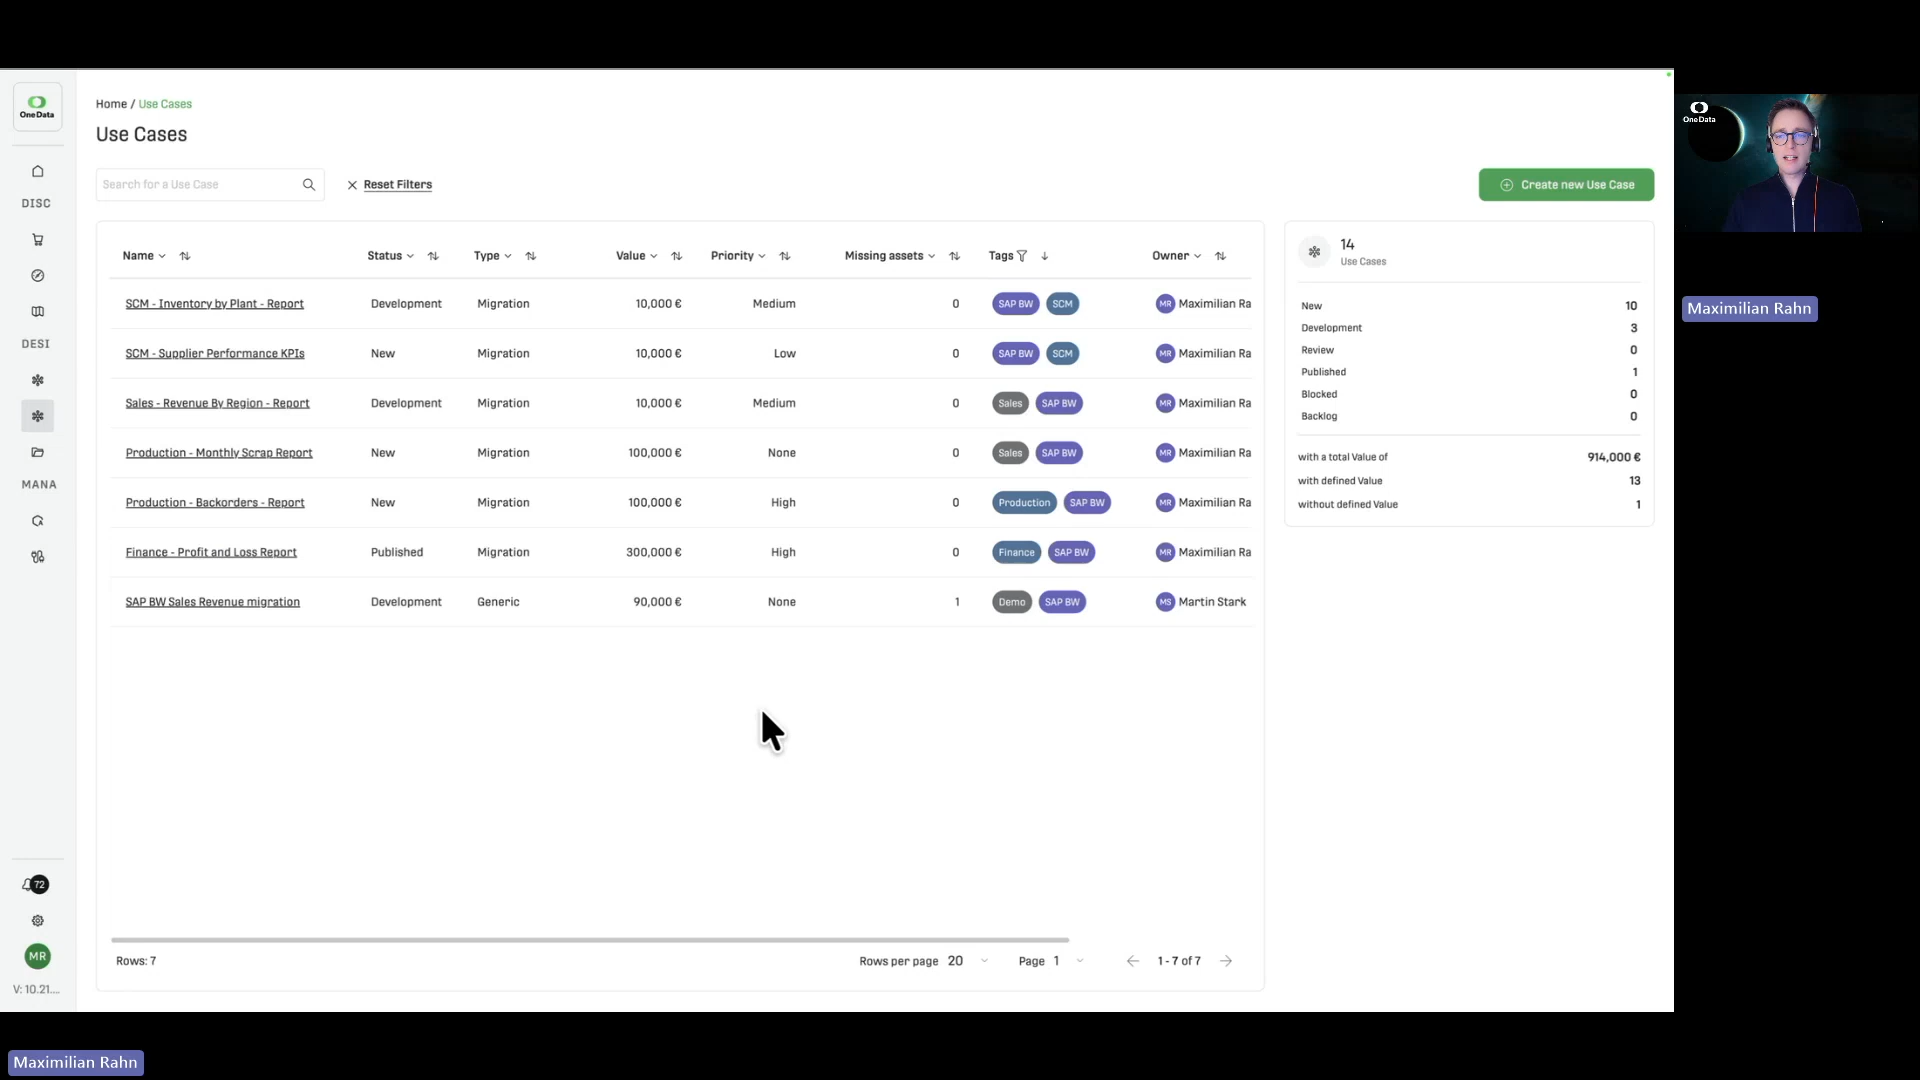 One Data
Home / Use Cases
Use Cases
Search for a Use Case
Reset Filters
Create new Use Case
DISC
DESI
MANA
Name Status Type Value Priority Missing assets Tags Owner
SCM - Inventory by Plant - Report Development Migration 10,000 € Medium 0 SAP BW SCM MR Maximilian Ra
SCM - Supplier Performance KPIs New Migration 10,000 € Low 0 SAP BW SCM MR Maximilian Ra
Sales - Revenue By Region - Report Development Migration 10,000 € Medium 0 Sales SAP BW MR Maximilian Ra
Production - Monthly Scrap Report New Migration 100,000 € None 0 Sales SAP BW MR Maximilian Ra
Production - Backorders - Report New Migration 100,000 € High 0 Production SAP BW MR Maximilian Ra
Finance - Profit and Loss Report Published Migration 300,000 € High 0 Finance SAP BW MR Maximilian Ra
SAP BW Sales Revenue migration Development Generic 90,000 € None 1 Demo SAP BW MS Martin Stark
Rows: 7 Rows per page 20 Page 1 1 - 7 of 7
14
Use Cases
New 10
Development 3
Review 0
Published 1
Blocked 0
Backlog 0
with a total Value of 914,000 €
with defined Value 13
without defined Value 1
72
MR
V: 10.21....
One Data
Maximilian Rahn
Maximilian Rahn